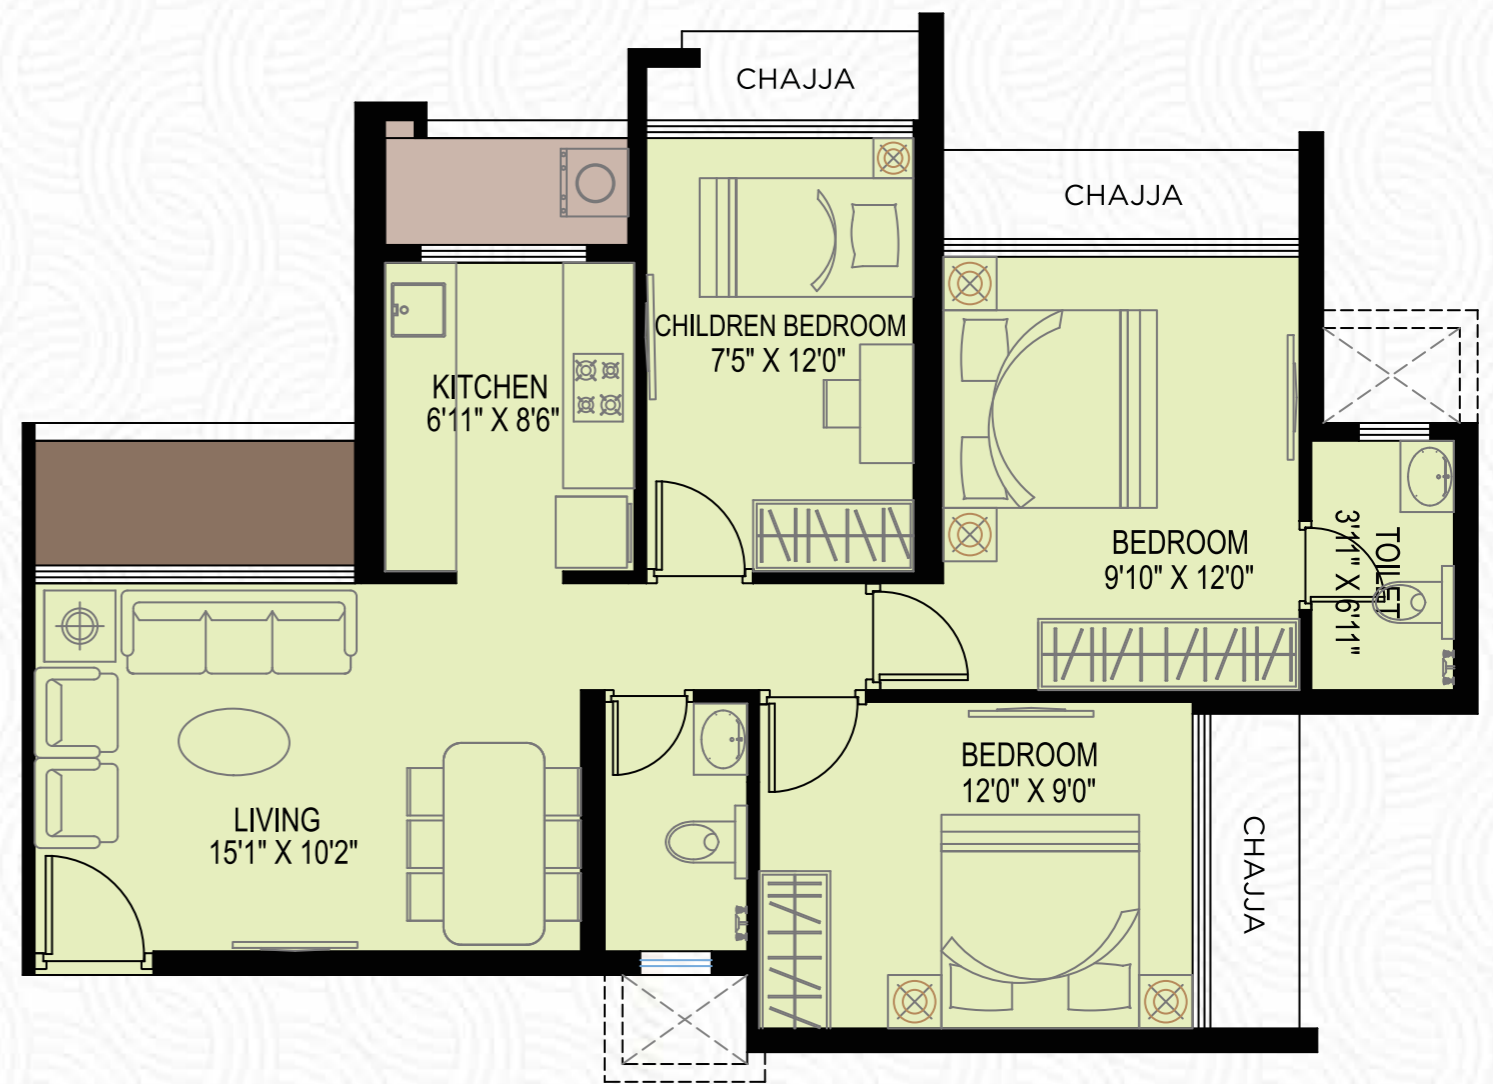 CHAJJA
CHAJJA
CHILDREN BEDROOM
7'5" X 12'0"
KITCHEN
6'11" X 8'6"
BEDROOM
9'10" X 12'0"
TOILET
3'11" X 6'11"
BEDROOM
12'0" X 9'0"
LIVING
15'1" X 10'2"
CHAJJA